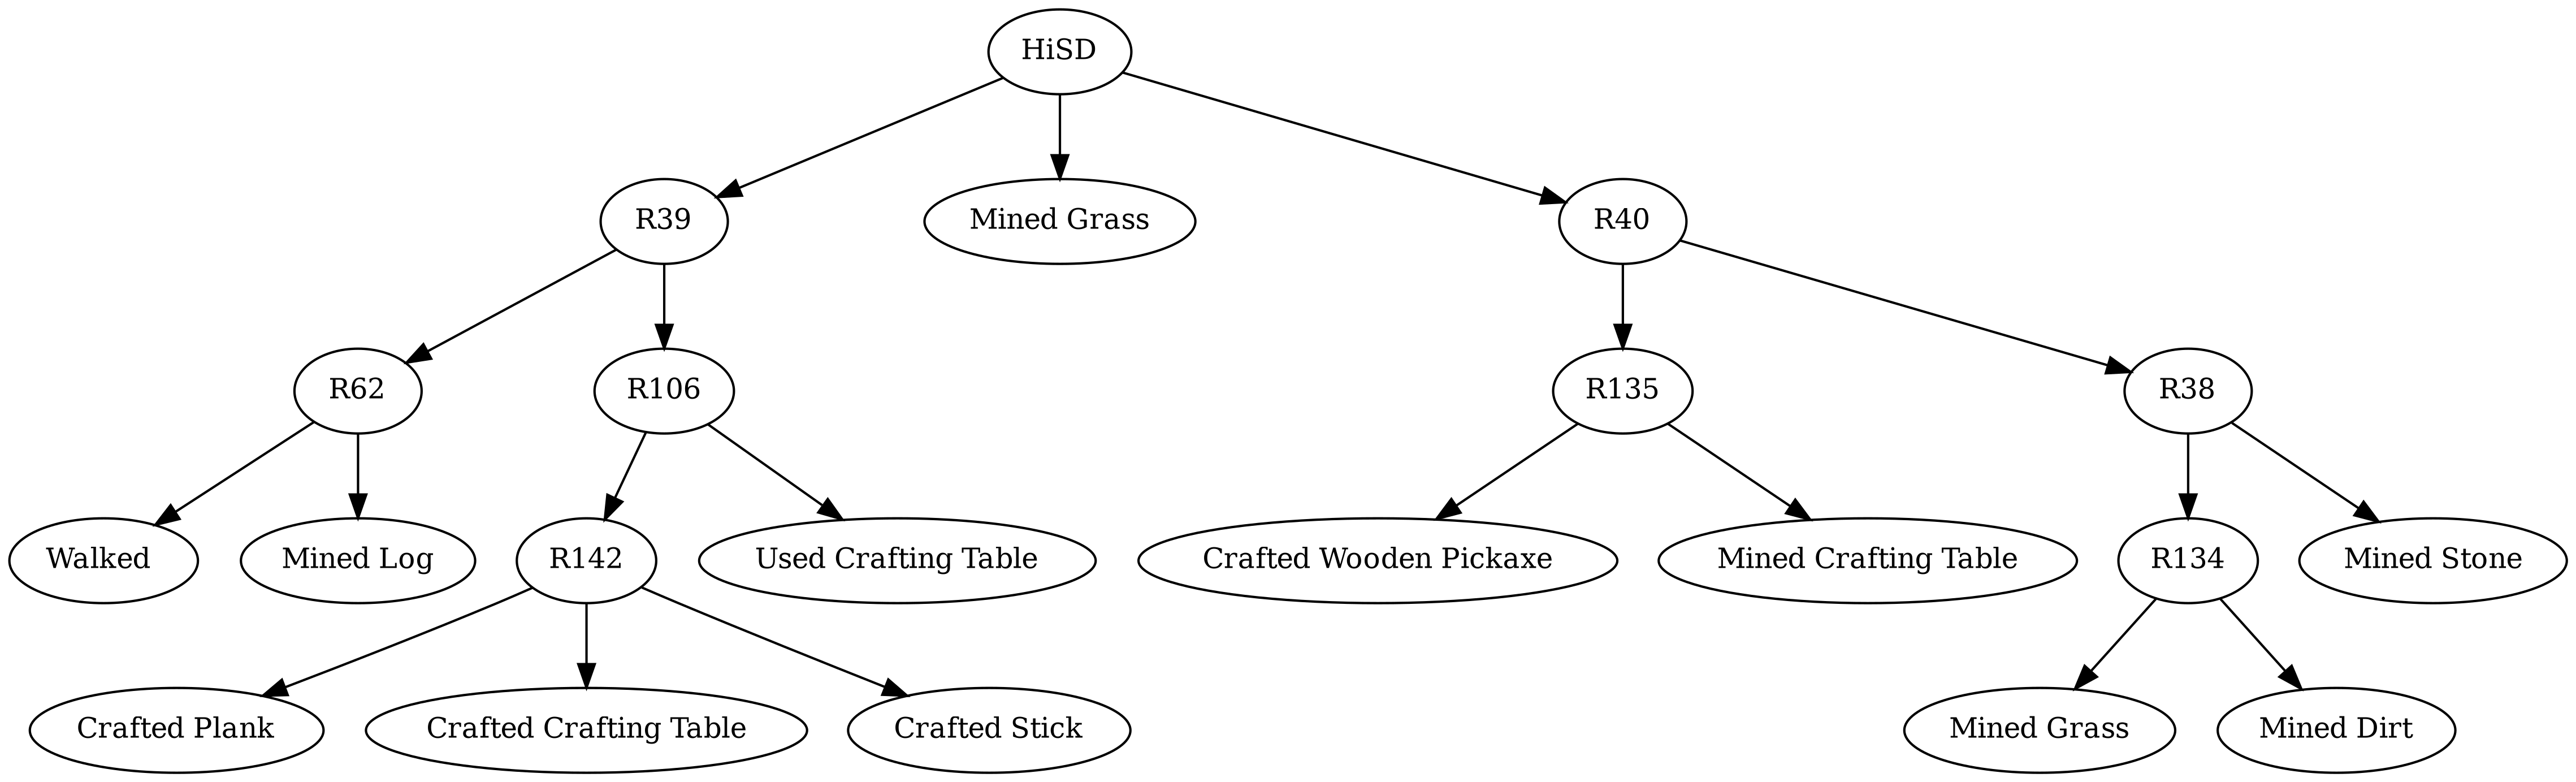 HiSD
R39
Mined Grass
R40
R62
R106
R135
R38
Walked
Mined Log
R142
Used Crafting Table
Crafted Wooden Pickaxe
Mined Crafting Table
R134
Mined Stone
Crafted Plank
Crafted Crafting Table
Crafted Stick
Mined Grass
Mined Dirt